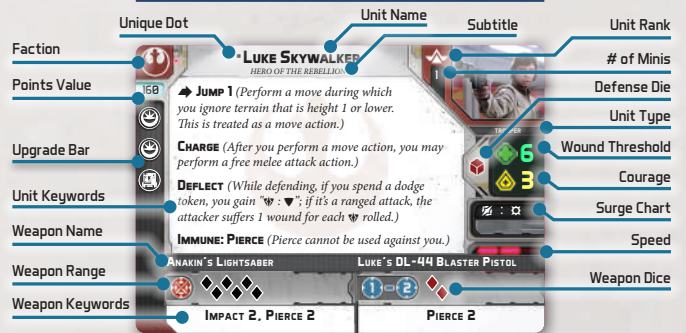 Unique Dot
Unit Name
Subtitle
Unit Rank
Faction
# of Minis
Points Value
Defense Die
Unit Type
Upgrade Bar
Wound Threshold
Unit Keywords
Courage
Weapon Name
Surge Chart
Weapon Range
Speed
Weapon Keywords
Weapon Dice
•Luke Skywalker
HERO OF THE REBELLION
160
1
Jump 1 (Perform a move during which
you ignore terrain that is height 1 or lower.
This is treated as a move action.)
Charge (After you perform a move action, you may
perform a free melee attack action.)
Deflect (While defending, if you spend a dodge
token, you gain " : "; if it's a ranged attack, the
attacker suffers 1 wound for each rolled.)
Immune: Pierce (Pierce cannot be used against you.)
TROOPER
6
3
:
Anakin's Lightsaber
Luke's DL-44 Blaster Pistol
1-2
Impact 2, Pierce 2
Pierce 2